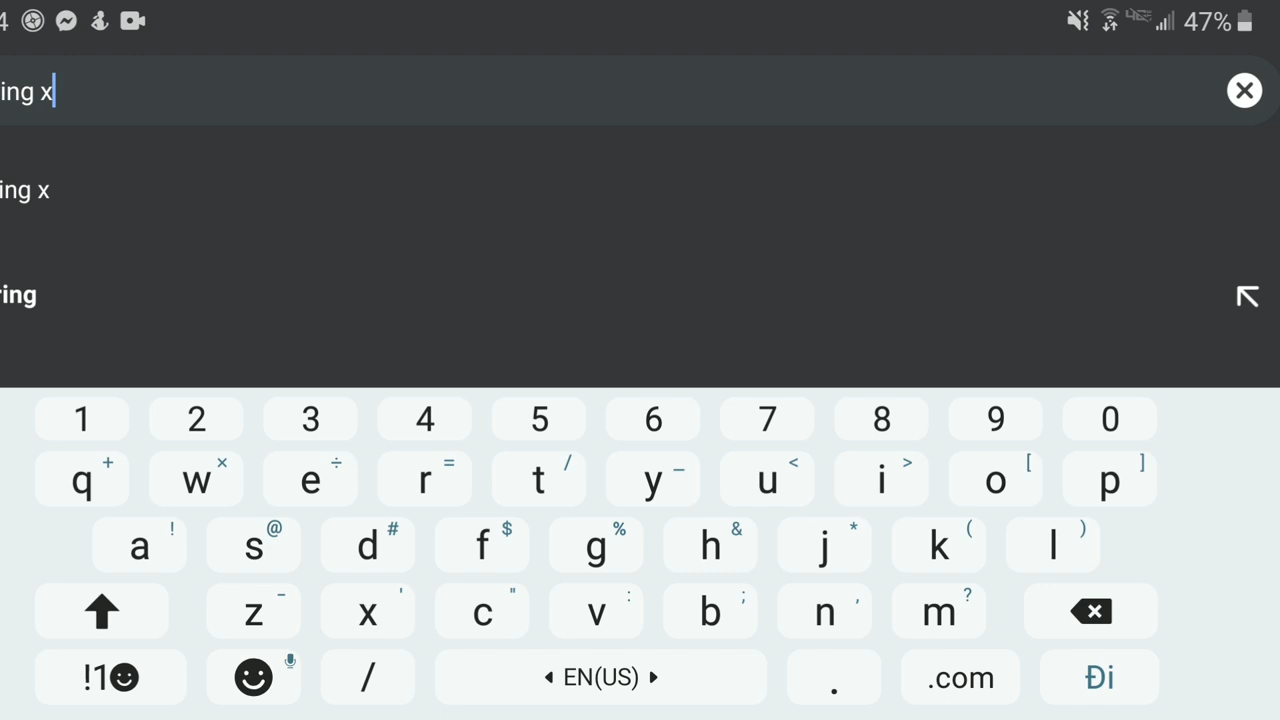 4 47%
ing x
ing x
ring
1 2 3 4 5 6 7 8 9 0
q + w × e ÷ r = t / y _ u < i > o [ p ]
a ! s @ d # f $ g % h & j * k ( l )
z - x ' c " v : b ; n , m ?
!1 / EN(US) . .com Đi